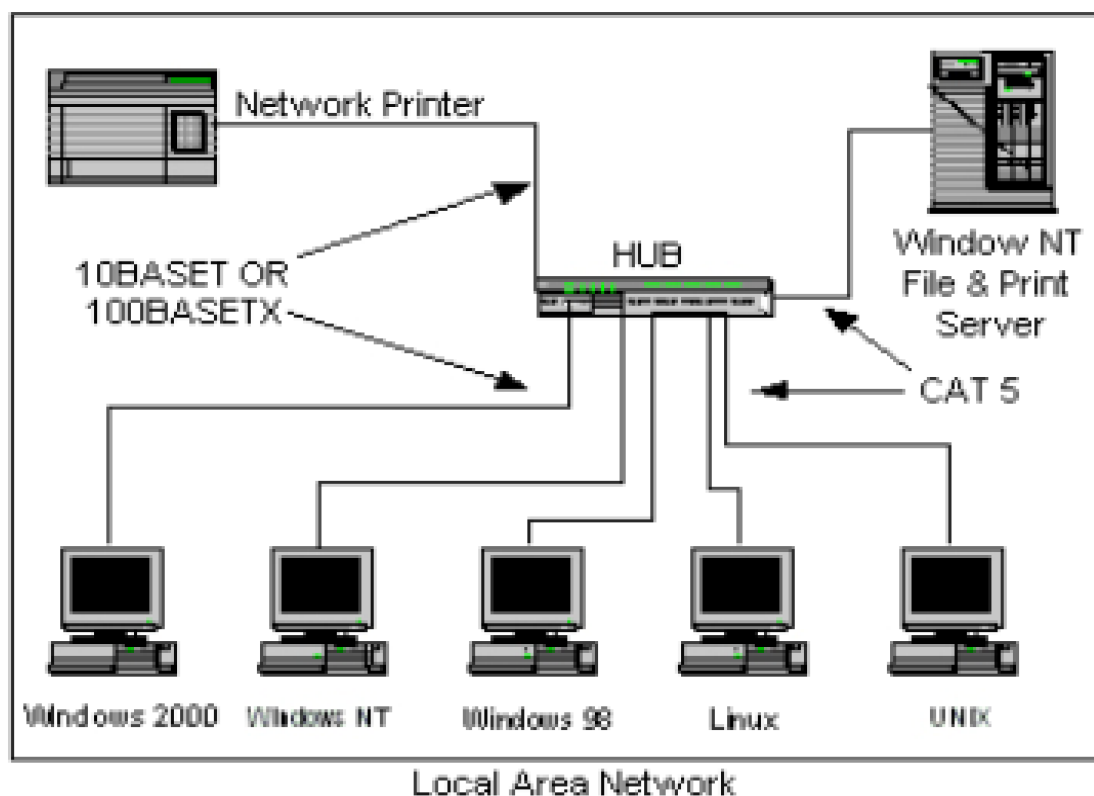 Network Printer
HUB
Window NT
File & Print
Server
10BASET OR
100BASETX
CAT 5
Windows 2000
Windows NT
Windows 98
Linux
UNIX
Local Area Network